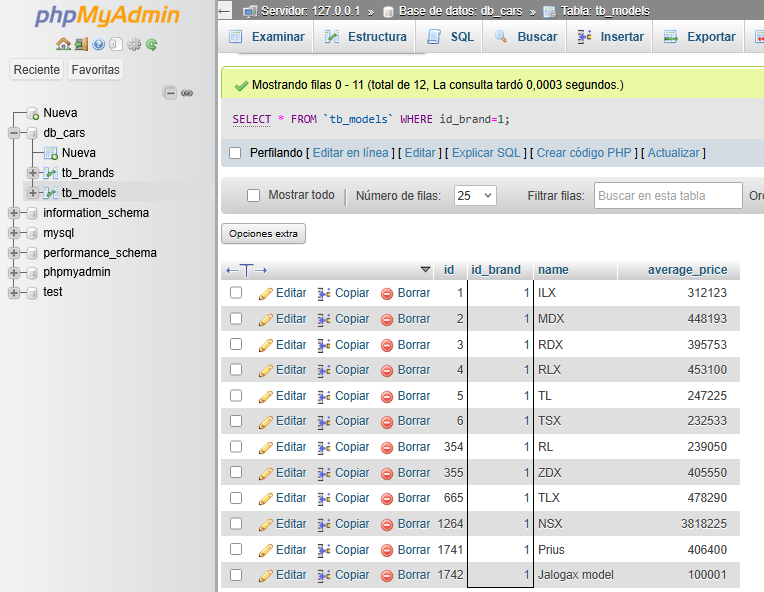 phpMyAdmin
Reciente Favoritas
Nueva
db_cars
Nueva
tb_brands
tb_models
information_schema
mysql
performance_schema
phpmyadmin
test
Servidor: 127.0.0.1 » Base de datos: db_cars » Tabla: tb_models
Examinar Estructura SQL Buscar Insertar Exportar
Mostrando filas 0 - 11 (total de 12, La consulta tardó 0,0003 segundos.)
SELECT * FROM `tb_models` WHERE id_brand=1;
Perfilando [ Editar en línea ] [ Editar ] [ Explicar SQL ] [ Crear código PHP ] [ Actualizar ]
Mostrar todo Número de filas: 25 Filtrar filas: Buscar en esta tabla Or
Opciones extra
←T→ id id_brand name average_price
Editar Copiar Borrar 1 1 ILX 312123
Editar Copiar Borrar 2 1 MDX 448193
Editar Copiar Borrar 3 1 RDX 395753
Editar Copiar Borrar 4 1 RLX 453100
Editar Copiar Borrar 5 1 TL 247225
Editar Copiar Borrar 6 1 TSX 232533
Editar Copiar Borrar 354 1 RL 239050
Editar Copiar Borrar 355 1 ZDX 405550
Editar Copiar Borrar 665 1 TLX 478290
Editar Copiar Borrar 1264 1 NSX 3818225
Editar Copiar Borrar 1741 1 Prius 406400
Editar Copiar Borrar 1742 1 Jalogax model 100001